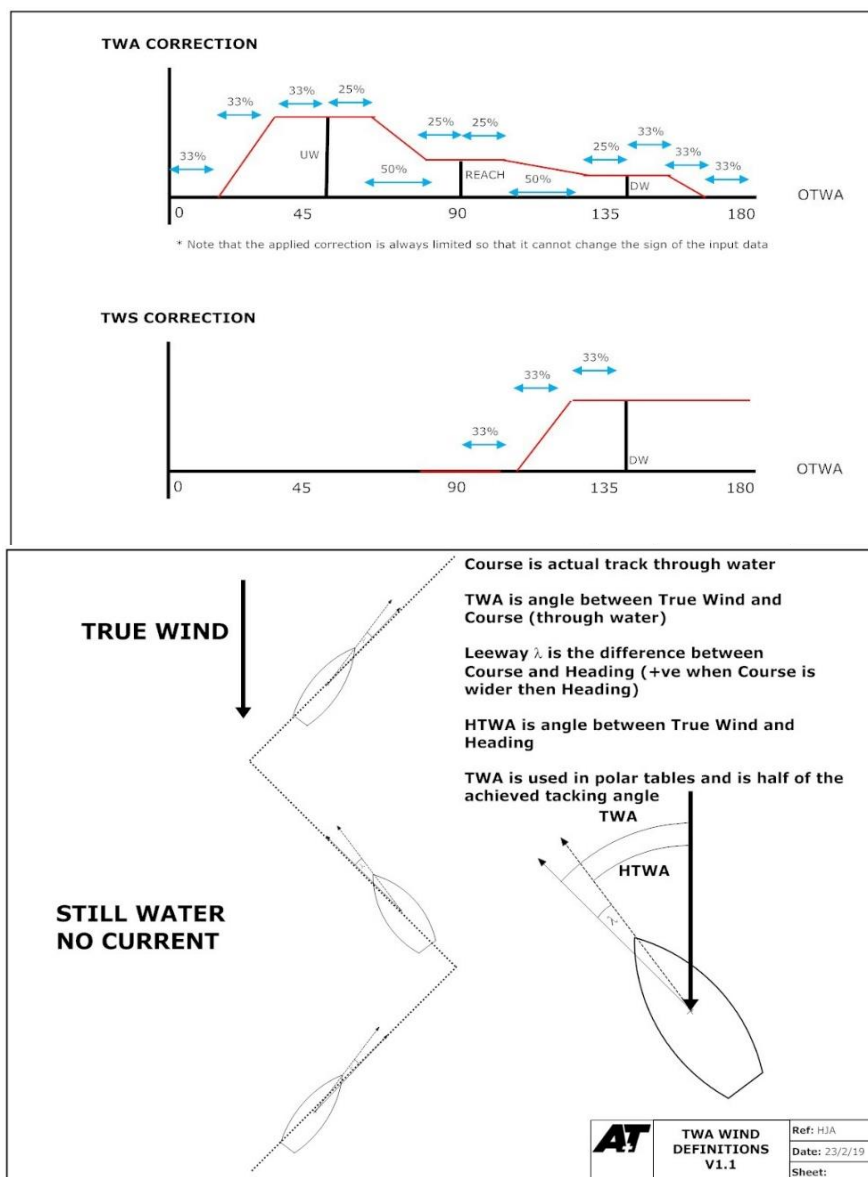 TWA CORRECTION
33%
33%
33%
25%
25%
25%
33%
25%
33%
33%
33%
UW
REACH
50%
50%
DW
0
45
90
135
180
OTWA
* Note that the applied correction is always limited so that it cannot change the sign of the input data
TWS CORRECTION
33%
33%
33%
DW
0
45
90
135
180
OTWA
TRUE WIND
STILL WATER
NO CURRENT
Course is actual track through water
TWA is angle between True Wind and
Course (through water)
Leeway λ is the difference between
Course and Heading (+ve when Course is
wider then Heading)
HTWA is angle between True Wind and
Heading
TWA is used in polar tables and is half of the
achieved tacking angle
TWA
HTWA
λ
A+T
TWA WIND
DEFINITIONS
V1.1
Ref: HJA
Date: 23/2/19
Sheet: